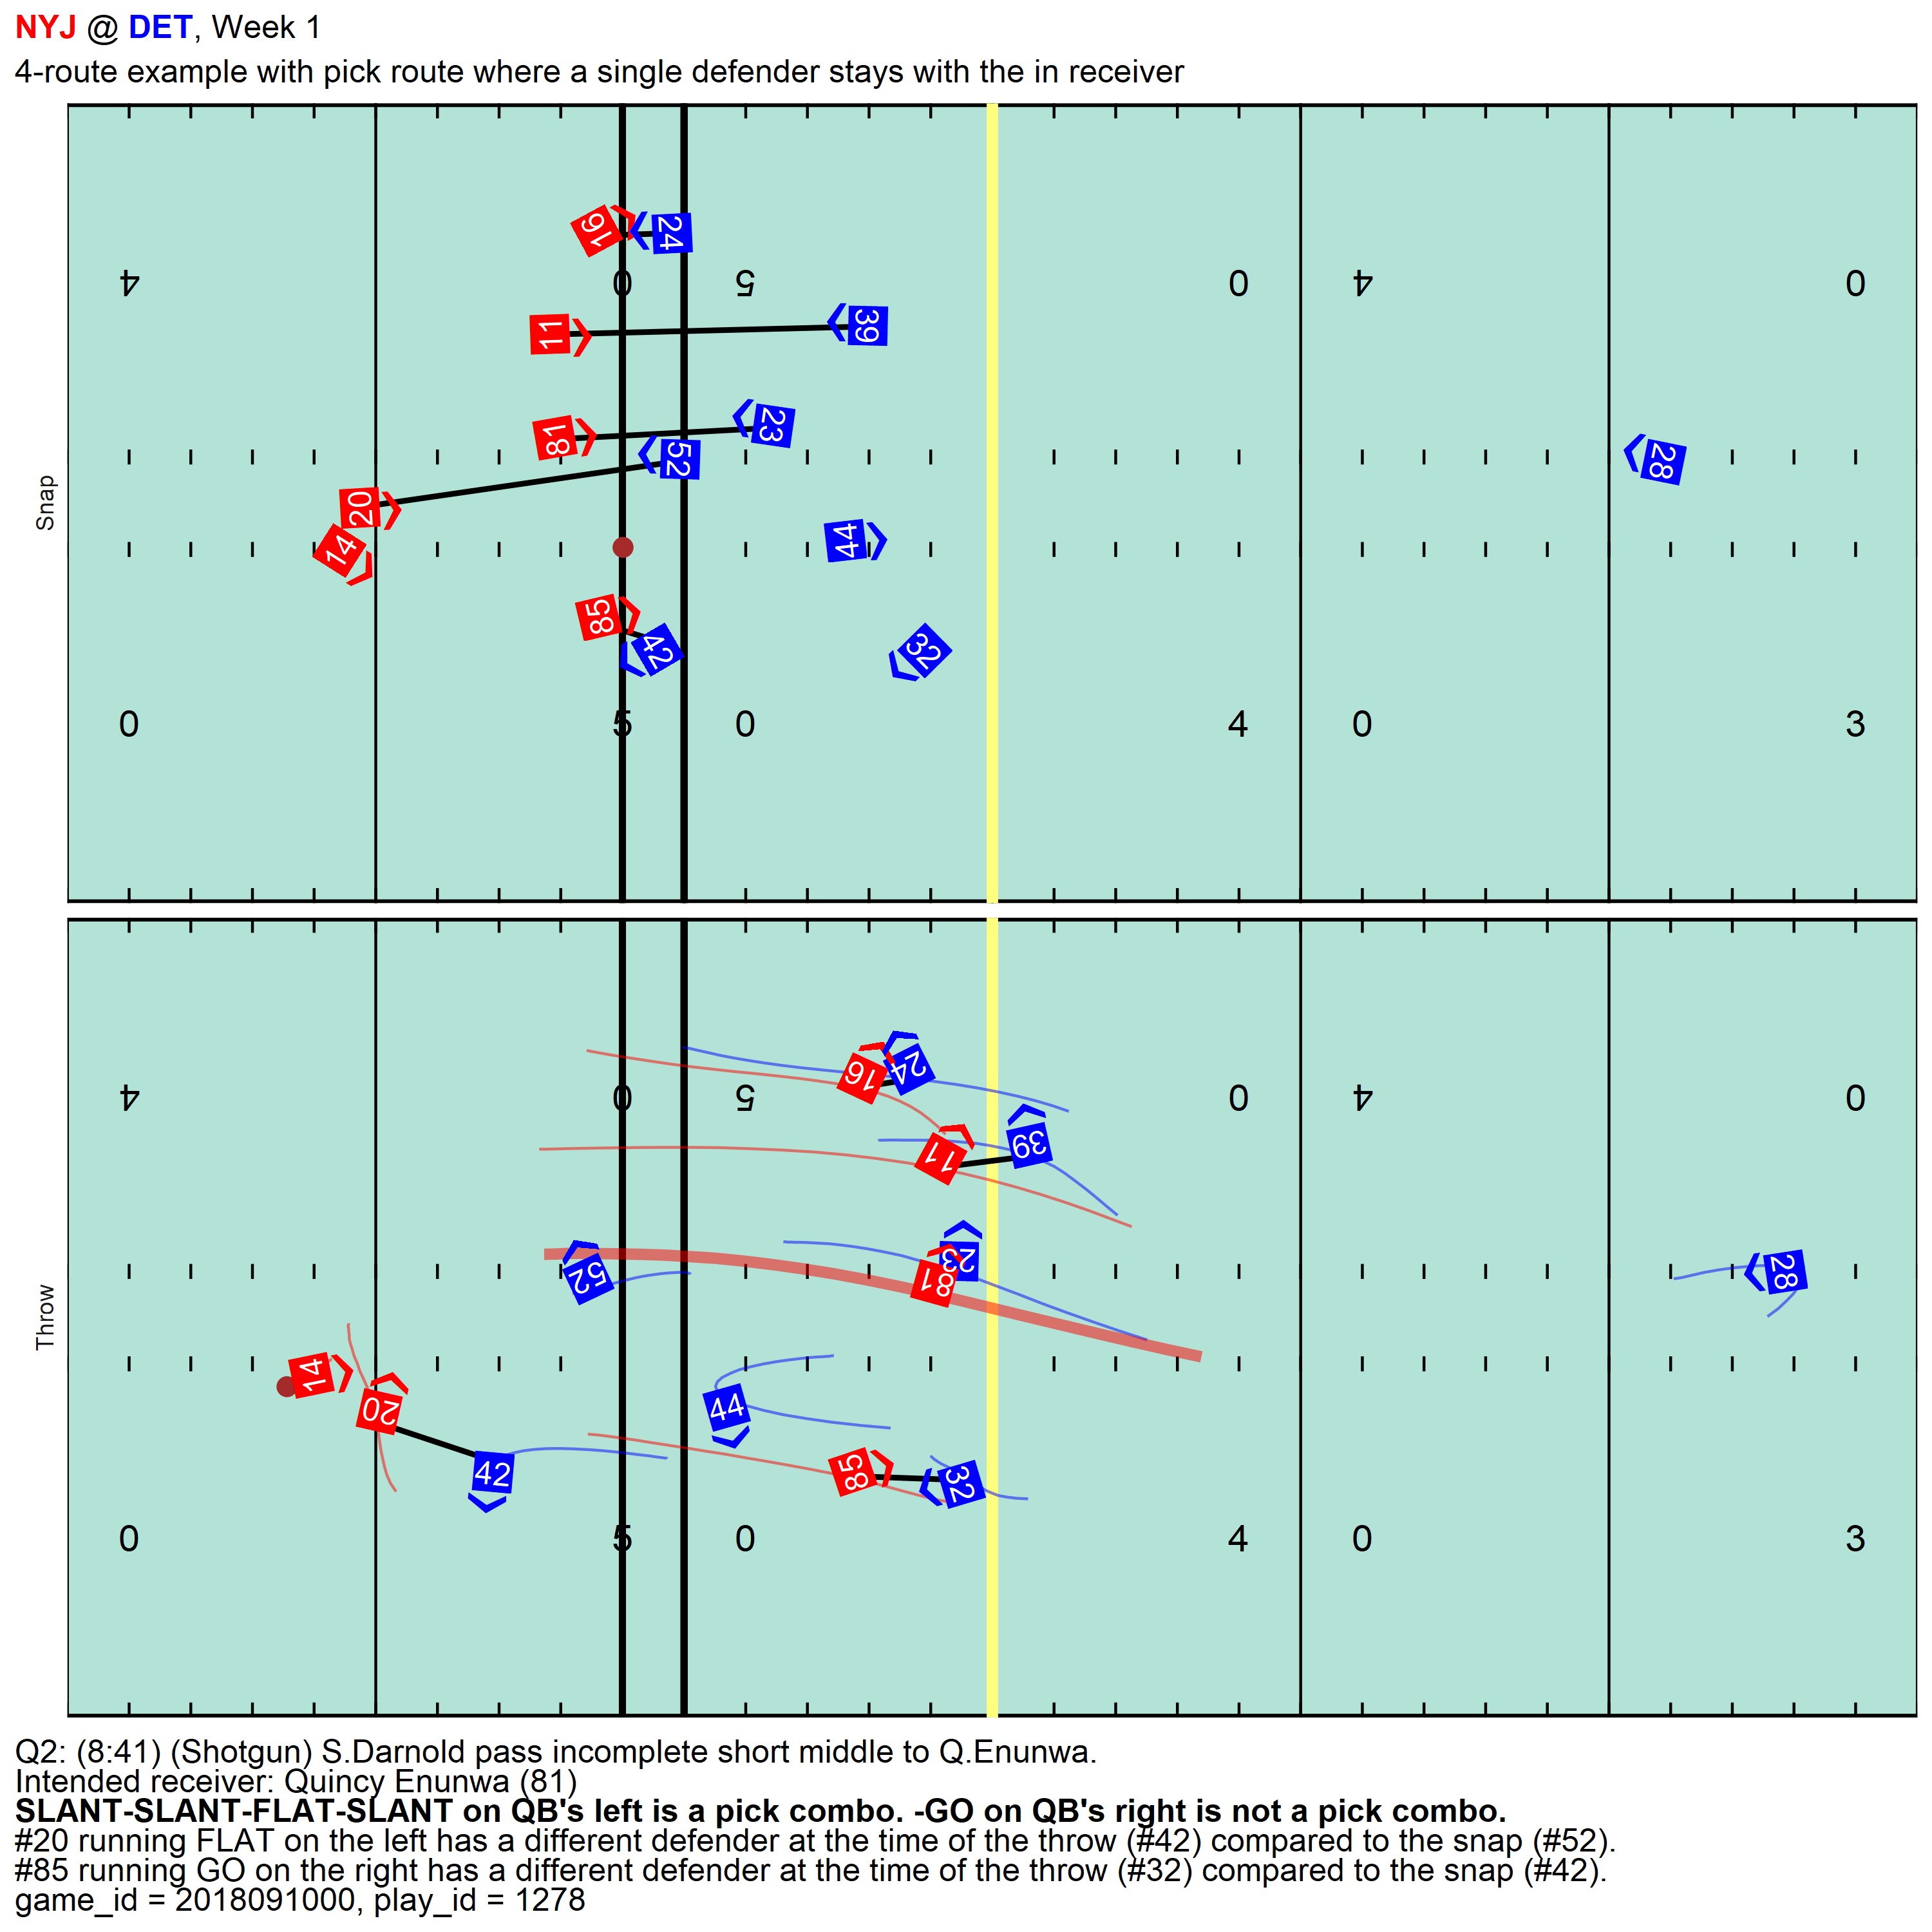 NYJ @ DET, Week 1
4-route example with pick route where a single defender stays with the in receiver
Snap
16 24
4 0 5 0 4 0
11 39
81 23
52 28
20
14 44
85 42 32
0 5 0 4 0 3
Throw
16 24
4 0 5 0 4 0
11 39
23
52 81 28
14
20 44
42 85 32
0 5 0 4 0 3
Q2: (8:41) (Shotgun) S.Darnold pass incomplete short middle to Q.Enunwa.
Intended receiver: Quincy Enunwa (81)
SLANT-SLANT-FLAT-SLANT on QB's left is a pick combo. -GO on QB's right is not a pick combo.
#20 running FLAT on the left has a different defender at the time of the throw (#42) compared to the snap (#52).
#85 running GO on the right has a different defender at the time of the throw (#32) compared to the snap (#42).
game_id = 2018091000, play_id = 1278